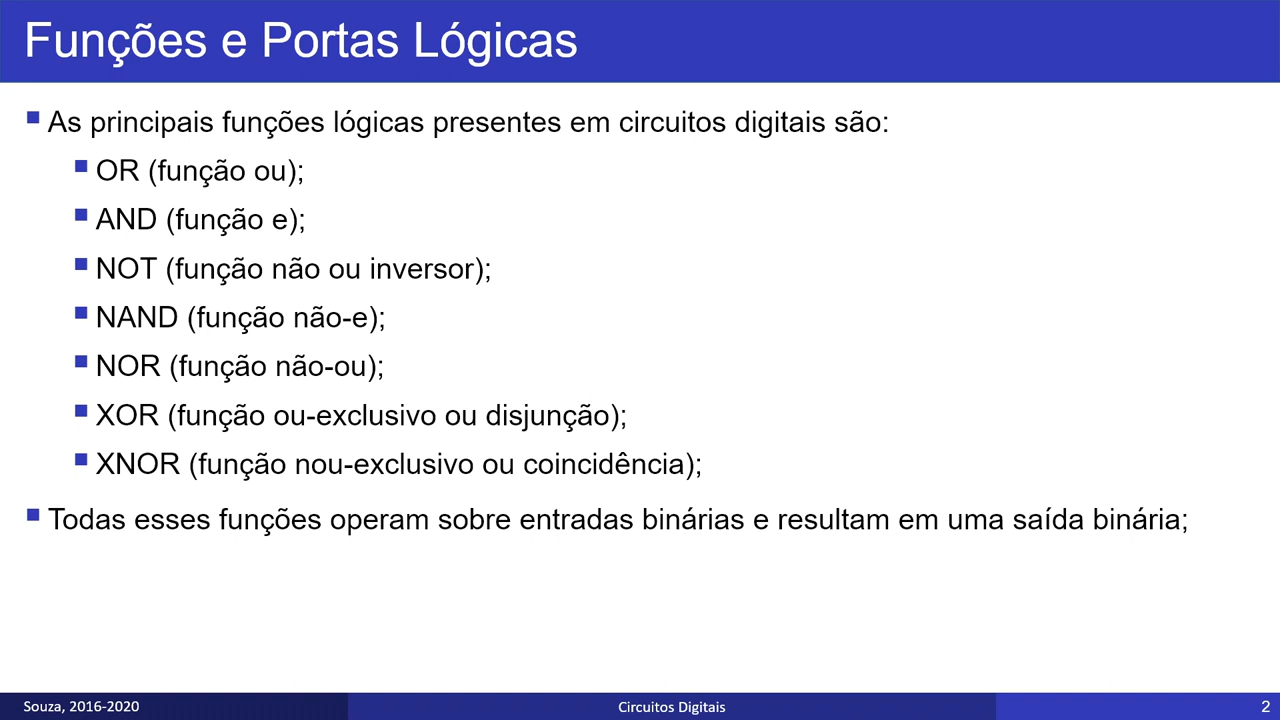 Funções e Portas Lógicas
As principais funções lógicas presentes em circuitos digitais são:
OR (função ou);
AND (função e);
NOT (função não ou inversor);
NAND (função não-e);
NOR (função não-ou);
XOR (função ou-exclusivo ou disjunção);
XNOR (função nou-exclusivo ou coincidência);
Todas esses funções operam sobre entradas binárias e resultam em uma saída binária;
Souza, 2016-2020
Circuitos Digitais
2